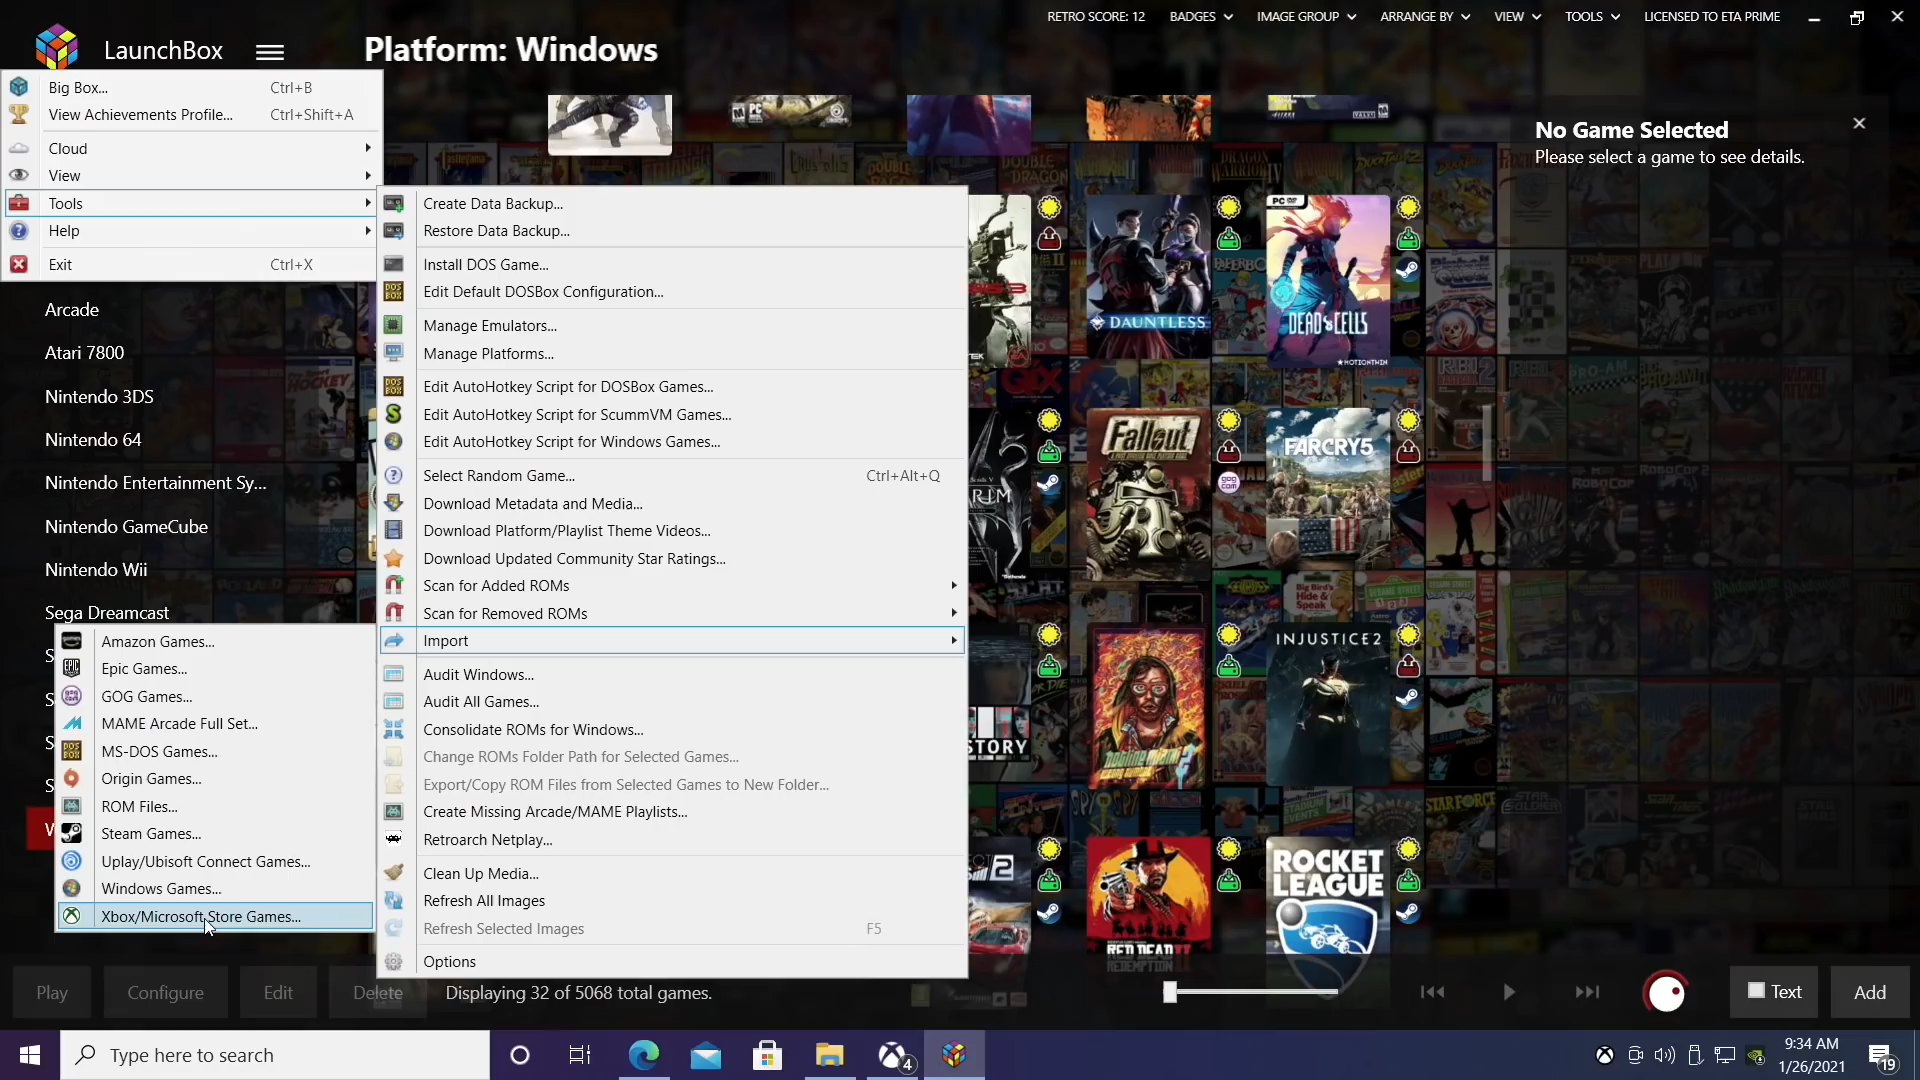 RETRO SCORE: 12
BADGES
IMAGE GROUP
ARRANGE BY
VIEW
TOOLS
LICENSED TO ETA PRIME
LaunchBox
Platform: Windows
Big Box... Ctrl+B
View Achievements Profile... Ctrl+Shift+A
Cloud
View
Tools
Help
Exit Ctrl+X
Arcade
Atari 7800
Nintendo 3DS
Nintendo 64
Nintendo Entertainment Sy...
Nintendo GameCube
Nintendo Wii
Sega Dreamcast
S
S
S
S
W
Amazon Games...
Epic Games...
GOG Games...
MAME Arcade Full Set...
MS-DOS Games...
Origin Games...
ROM Files...
Steam Games...
Uplay/Ubisoft Connect Games...
Windows Games...
Xbox/Microsoft Store Games...
Create Data Backup...
Restore Data Backup...
Install DOS Game...
Edit Default DOSBox Configuration...
Manage Emulators...
Manage Platforms...
Edit AutoHotkey Script for DOSBox Games...
Edit AutoHotkey Script for ScummVM Games...
Edit AutoHotkey Script for Windows Games...
Select Random Game... Ctrl+Alt+Q
Download Metadata and Media...
Download Platform/Playlist Theme Videos...
Download Updated Community Star Ratings...
Scan for Added ROMs
Scan for Removed ROMs
Import
Audit Windows...
Audit All Games...
Consolidate ROMs for Windows...
Change ROMs Folder Path for Selected Games...
Export/Copy ROM Files from Selected Games to New Folder...
Create Missing Arcade/MAME Playlists...
Retroarch Netplay...
Clean Up Media...
Refresh All Images
Refresh Selected Images F5
Options
No Game Selected
Please select a game to see details.
DAUNTLESS
PC
DEAD CELLS
MOTIONTWIN
Fallout
FARCRY5
INJUSTICE 2
STORY
RED DEAD
REDEMPTION II
ROCKET
LEAGUE
Play
Configure
Edit
Delete
Displaying 32 of 5068 total games.
Text
Add
Type here to search
4
9:34 AM
1/26/2021
19